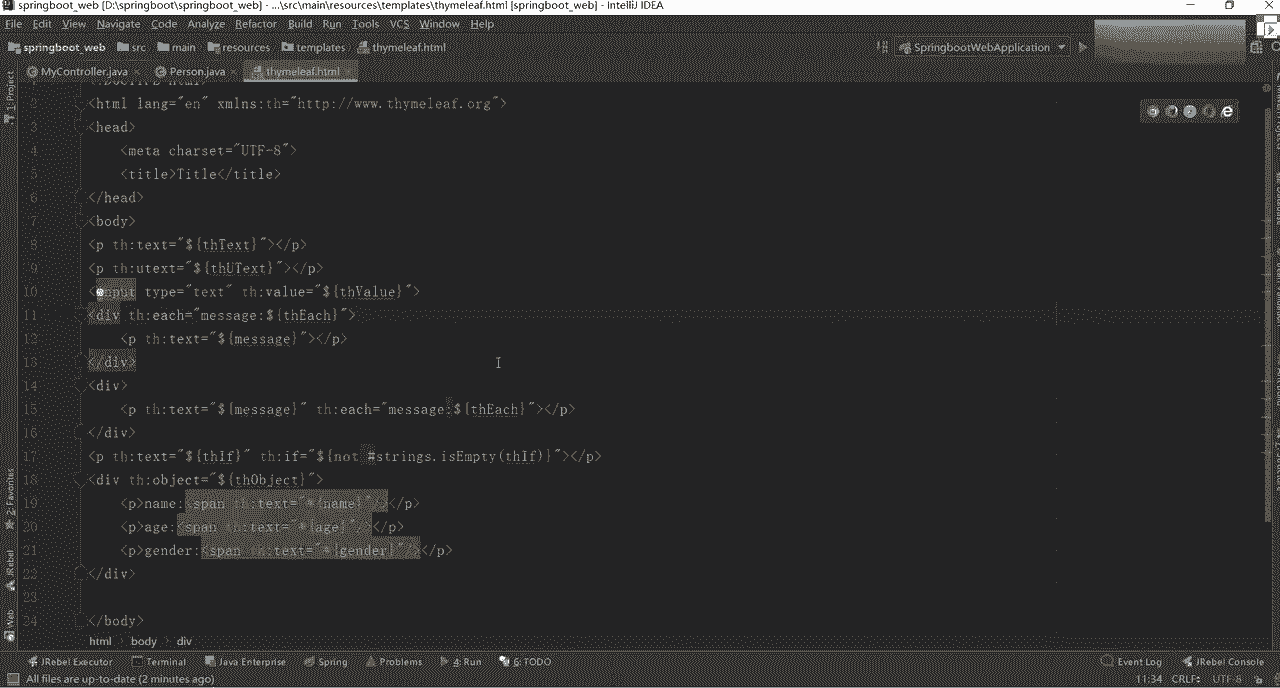 springboot_web [D:\springboot\springboot_web] - ...\src\main\resources\templates\thymeleaf.html [springboot_web] - IntelliJ IDEA
File Edit View Navigate Code Analyze Refactor Build Run Tools VCS Window Help
springboot_web src main resources templates thymeleaf.html SpringbootWebApplication
MyController.java Person.java thymeleaf.html
2 <html lang="en" xmlns:th="http://www.thymeleaf.org">
3 <head>
4 <meta charset="UTF-8">
5 <title>Title</title>
6 </head>
7 <body>
8 <p th:text="${thText}"></p>
9 <p th:utext="${thUText}"></p>
10 <input type="text" th:value="${thValue}">
11 <div th:each="message:${thEach}">
12 <p th:text="${message}"></p>
13 </div>
14 <div>
15 <p th:text="${message}" th:each="message:${thEach}"></p>
16 </div>
17 <p th:text="${thIf}" th:if="${not #strings.isEmpty(thIf)}"></p>
18 <div th:object="${thObject}">
19 <p>name:<span th:text="*{name}"/></p>
20 <p>age:<span th:text="*{age}"/></p>
21 <p>gender:<span th:text="*{gender}"/></p>
22 </div>
23
24 </body>
html body div
1: Project
2: Favorites
JRebel
Web
JRebel Executor Terminal Java Enterprise Spring Problems 4: Run 6: TODO Event Log JRebel Console
All files are up-to-date (2 minutes ago) 11:34 CRLF UTF-8